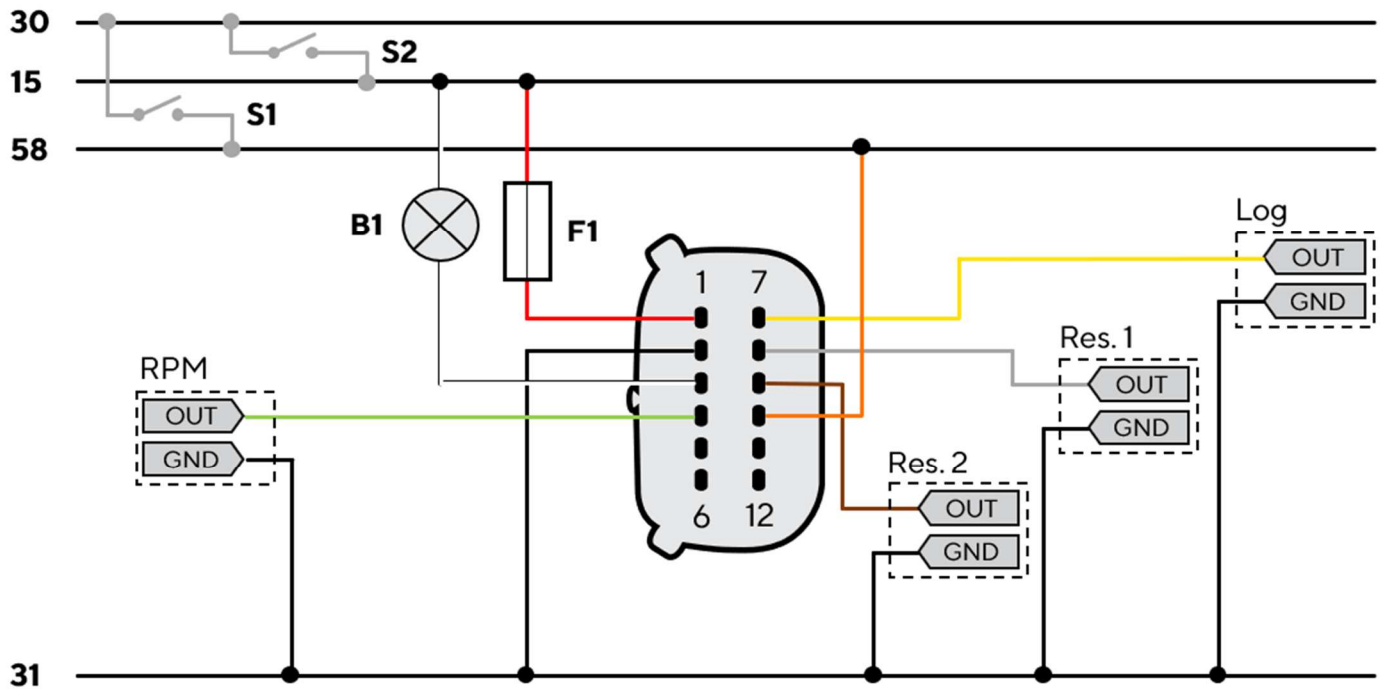 30
S2
15
S1
58
B1
F1
Log
OUT
GND
1 7
Res. 1
OUT
GND
RPM
OUT
GND
Res. 2
OUT
GND
6 12
31